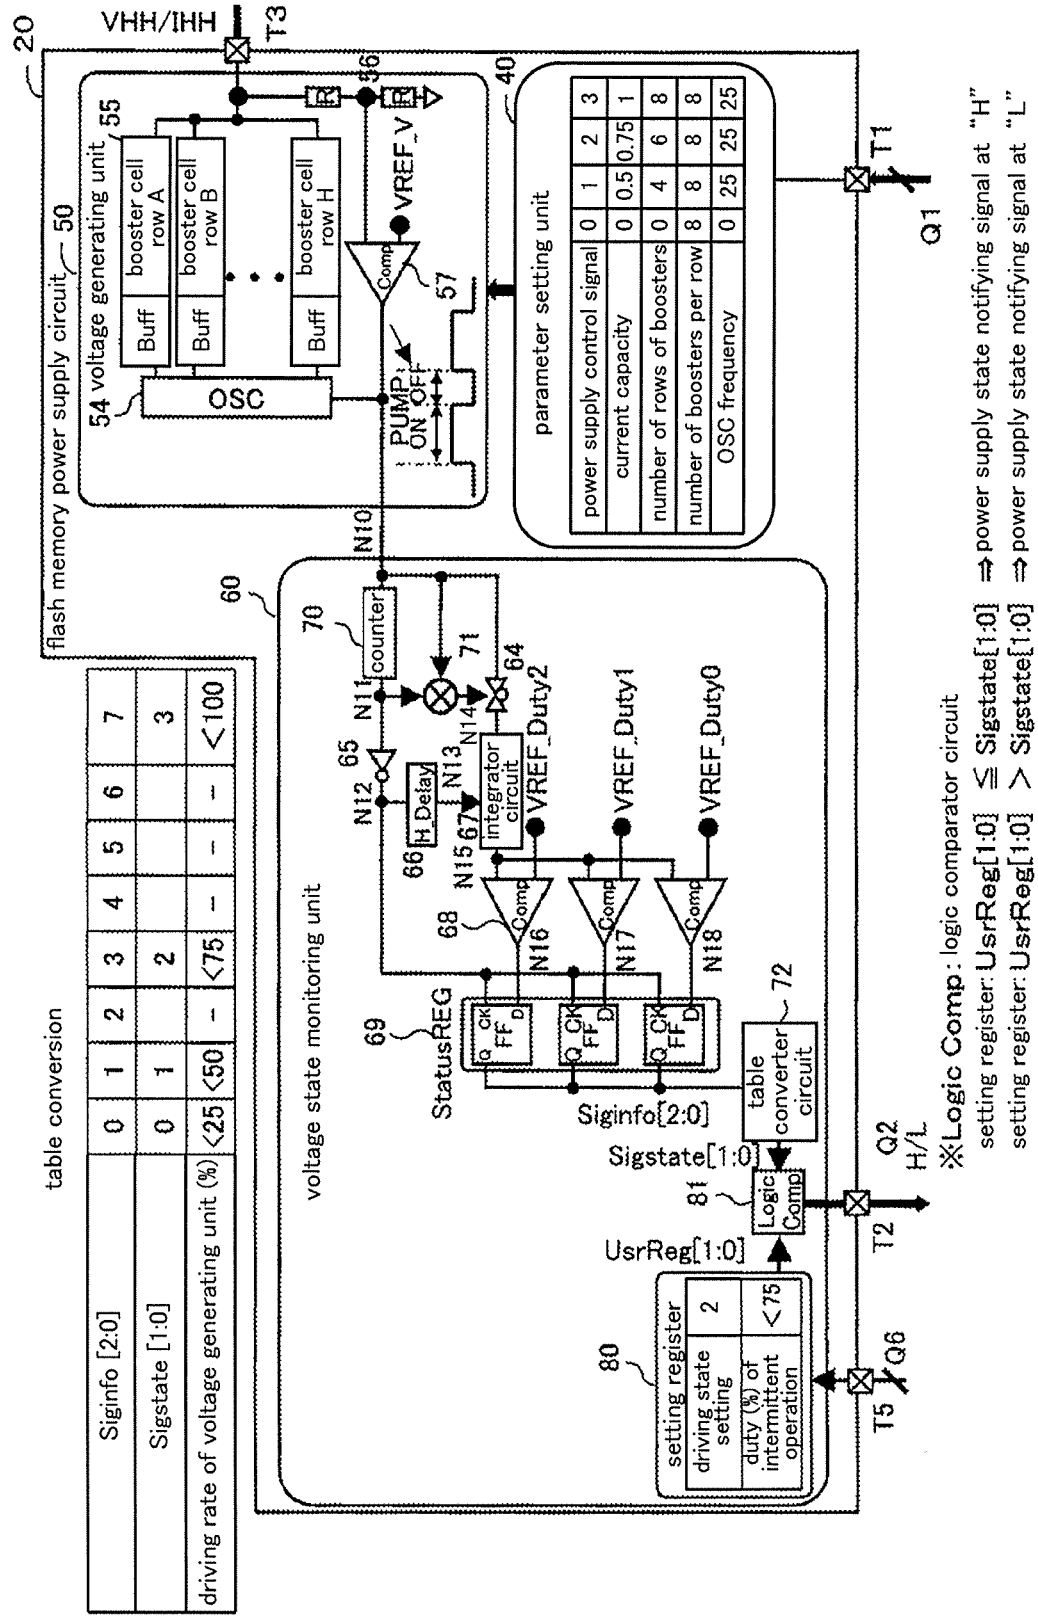 table conversion
Siginfo [2:0] 0 1 2 3 4 5 6 7
Sigstate [1:0] 0 1 2 3
driving rate of voltage generating unit (%) <25 <50 – <75 – – – <100
20
flash memory power supply circuit
50
voltage generating unit
VHH/IHH
T3
54
OSC
55
Buff
booster cell
row A
Buff
booster cell
row B
Buff
booster cell
row H
R
56
R
VREF_V
Comp
57
PUMP
ON
OFF
N10
40
parameter setting unit
power supply control signal 0 1 2 3
current capacity 0 0.5 0.75 1
number of rows of boosters 0 4 6 8
number of boosters per row 8 8 8 8
OSC frequency 0 25 25 25
T1
Q1
60
voltage state monitoring unit
70
counter
N11
71
64
N14
65
N12
66
H_Delay
N13
67
integrator
circuit
N15
VREF_Duty2
VREF_Duty1
VREF_Duty0
68
Comp
Comp
Comp
N16
N17
N18
69
StatusREG
Q CK
FF
D
Q CK
FF
D
Q CK
FF
D
Siginfo[2:0]
72
table
converter
circuit
Sigstate[1:0]
81
Logic
Comp
UsrReg[1:0]
80
setting register
driving state
setting
2
duty (%) of
intermittent
operation
<75
T5
Q6
T2
Q2
H/L
※Logic Comp : logic comparator circuit
setting register: UsrReg[1:0] ≦ Sigstate[1:0] ⇒power supply state notifying signal at “H”
setting register: UsrReg[1:0] > Sigstate[1:0] ⇒power supply state notifying signal at “L”